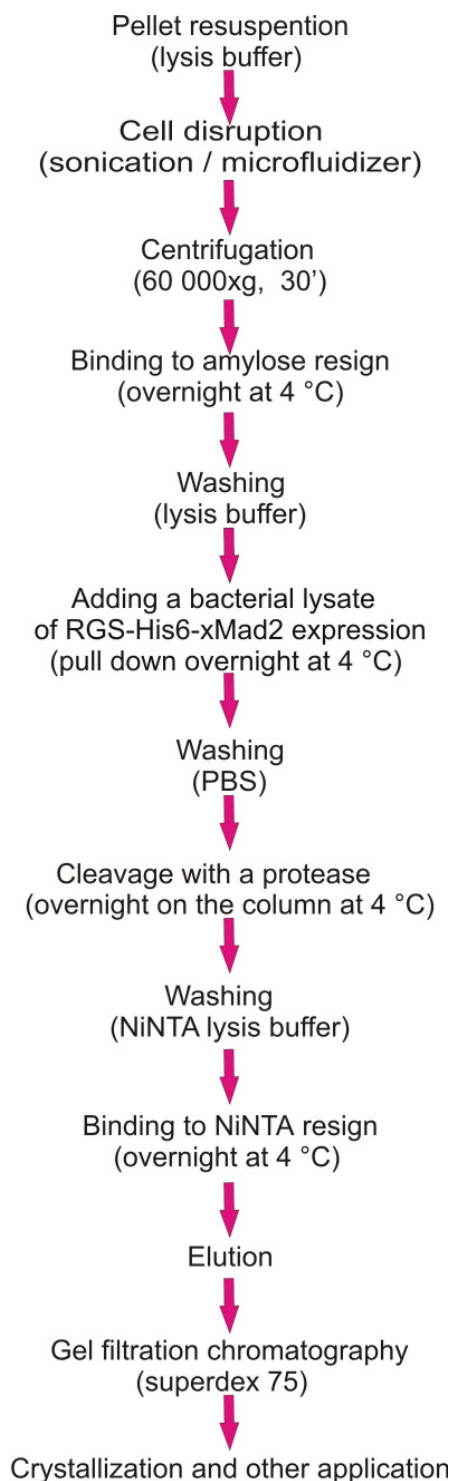 Pellet resuspention
(lysis buffer)
Cell disruption
(sonication / microfluidizer)
Centrifugation
(60 000xg, 30')
Binding to amylose resign
(overnight at 4 °C)
Washing
(lysis buffer)
Adding a bacterial lysate
of RGS-His6-xMad2 expression
(pull down overnight at 4 °C)
Washing
(PBS)
Cleavage with a protease
(overnight on the column at 4 °C)
Washing
(NiNTA lysis buffer)
Binding to NiNTA resign
(overnight at 4 °C)
Elution
Gel filtration chromatography
(superdex 75)
Crystallization and other application